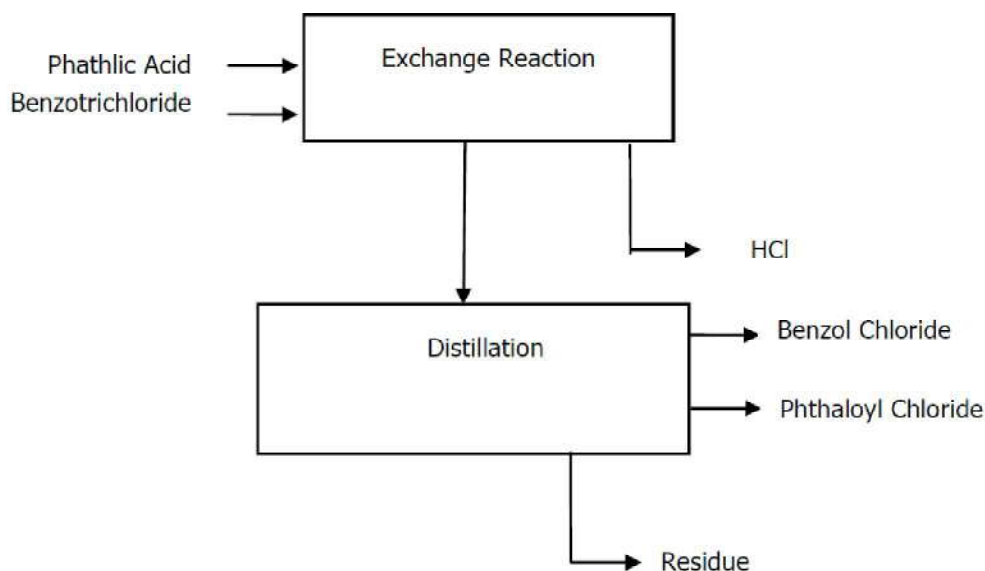 Exchange Reaction
Phathlic Acid
Benzotrichloride
HCl
Distillation
Benzol Chloride
Phthaloyl Chloride
Residue